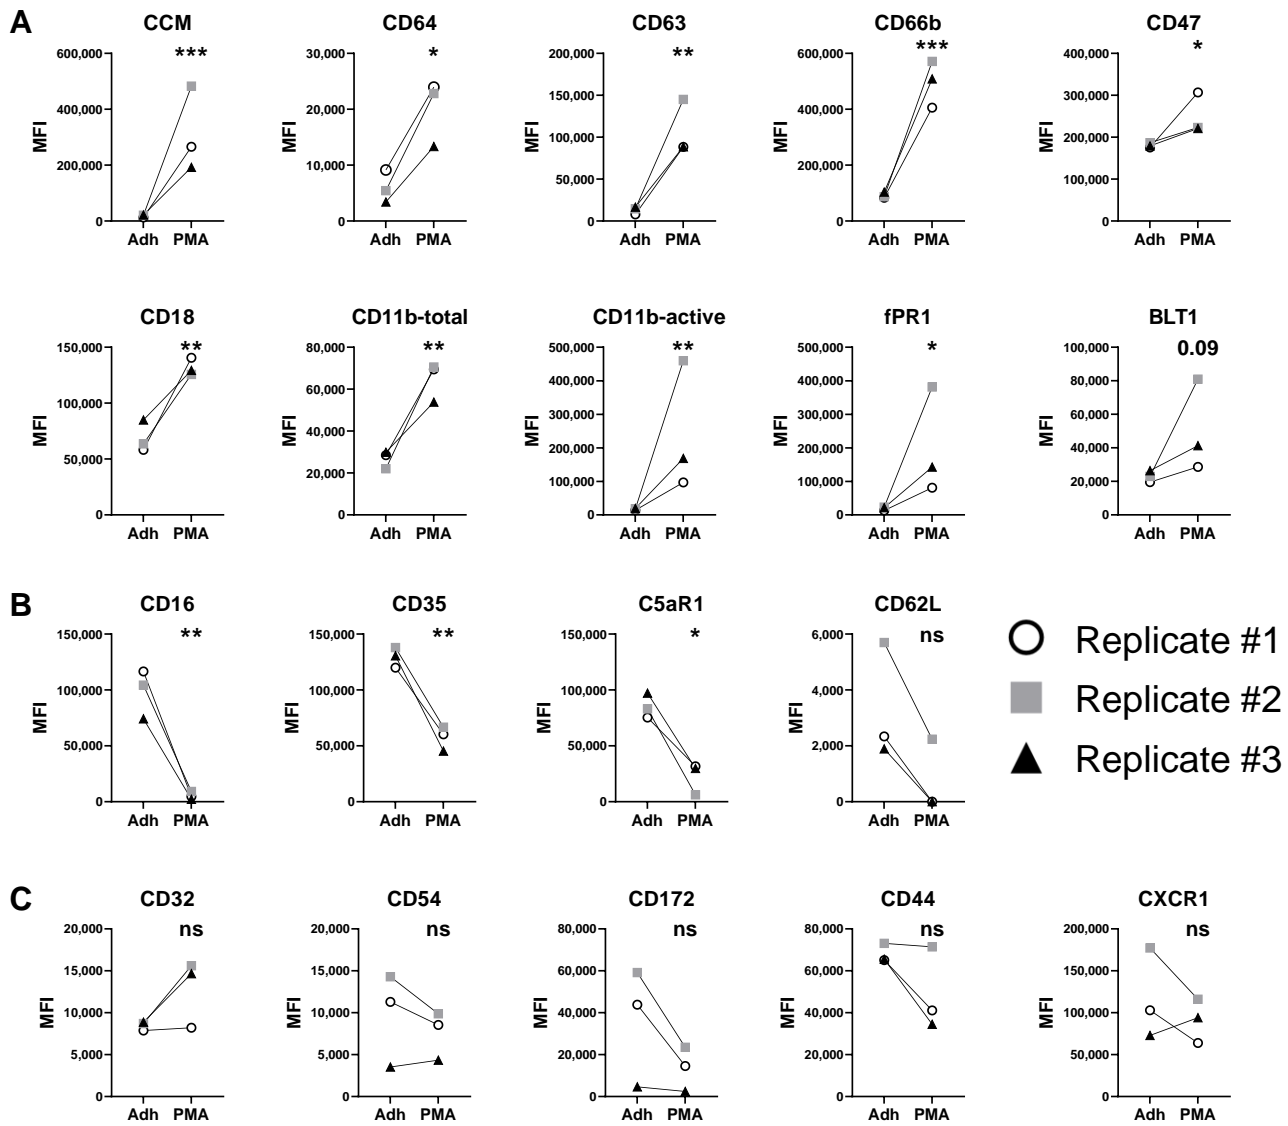 A
CCM
CD64
CD63
CD66b
CD47
600,000
400,000
200,000
0
MFI
***
Adh PMA
30,000
20,000
10,000
0
MFI
*
Adh PMA
200,000
150,000
100,000
50,000
0
MFI
**
Adh PMA
600,000
400,000
200,000
0
MFI
***
Adh PMA
400,000
300,000
200,000
100,000
0
MFI
*
Adh PMA
CD18
CD11b-total
CD11b-active
fPR1
BLT1
150,000
100,000
50,000
0
MFI
**
Adh PMA
80,000
60,000
40,000
20,000
0
MFI
**
Adh PMA
500,000
400,000
300,000
200,000
100,000
0
MFI
**
Adh PMA
500,000
400,000
300,000
200,000
100,000
0
MFI
*
Adh PMA
100,000
80,000
60,000
40,000
20,000
0
MFI
0.09
Adh PMA
B
CD16
CD35
C5aR1
CD62L
150,000
100,000
50,000
0
MFI
**
Adh PMA
150,000
100,000
50,000
0
MFI
**
Adh PMA
150,000
100,000
50,000
0
MFI
*
Adh PMA
6,000
4,000
2,000
0
MFI
ns
Adh PMA
Replicate #1
Replicate #2
Replicate #3
C
CD32
CD54
CD172
CD44
CXCR1
20,000
15,000
10,000
5,000
0
MFI
ns
Adh PMA
20,000
15,000
10,000
5,000
0
MFI
ns
Adh PMA
80,000
60,000
40,000
20,000
0
MFI
ns
Adh PMA
80,000
60,000
40,000
20,000
0
MFI
ns
Adh PMA
200,000
150,000
100,000
50,000
0
MFI
ns
Adh PMA